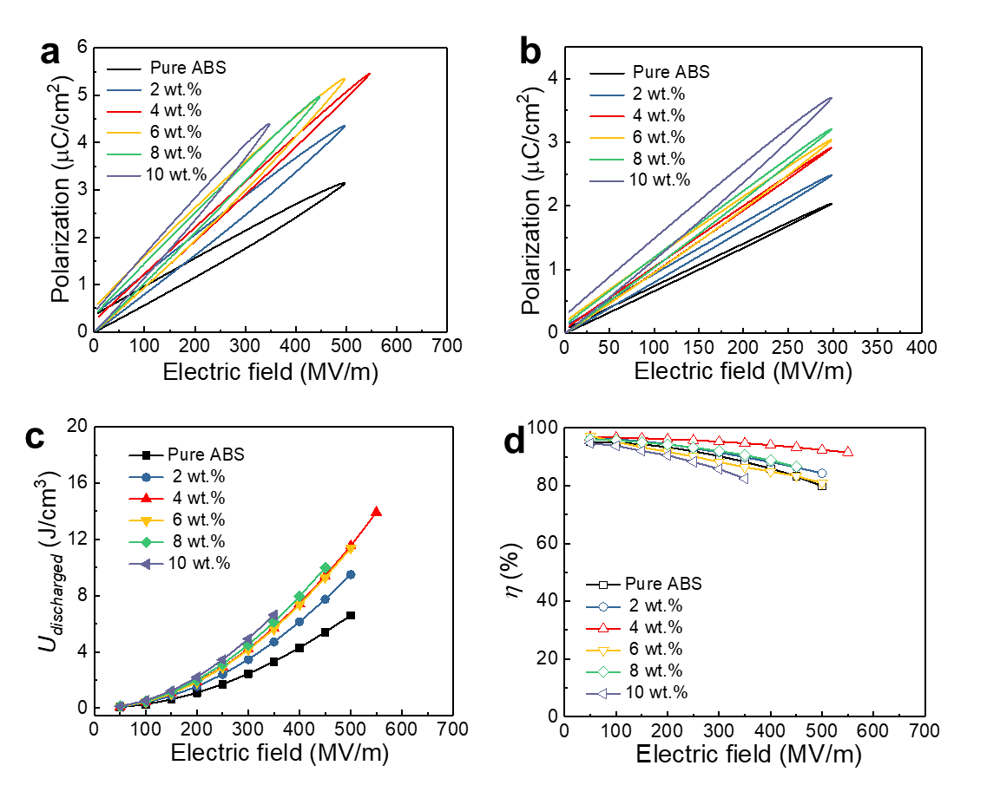 a
6
5
4
3
2
1
0
Polarization (μC/cm2)
Pure ABS
2 wt.%
4 wt.%
6 wt.%
8 wt.%
10 wt.%
0 100 200 300 400 500 600 700
Electric field (MV/m)
b
4
3
2
1
0
Polarization (μC/cm2)
Pure ABS
2 wt.%
4 wt.%
6 wt.%
8 wt.%
10 wt.%
0 50 100 150 200 250 300 350 400
Electric field (MV/m)
c
20
16
12
8
4
0
Udischarged (J/cm3)
Pure ABS
2 wt.%
4 wt.%
6 wt.%
8 wt.%
10 wt.%
0 100 200 300 400 500 600 700
Electric field (MV/m)
d
100
80
60
40
20
0
η (%)
Pure ABS
2 wt.%
4 wt.%
6 wt.%
8 wt.%
10 wt.%
0 100 200 300 400 500 600 700
Electric field (MV/m)